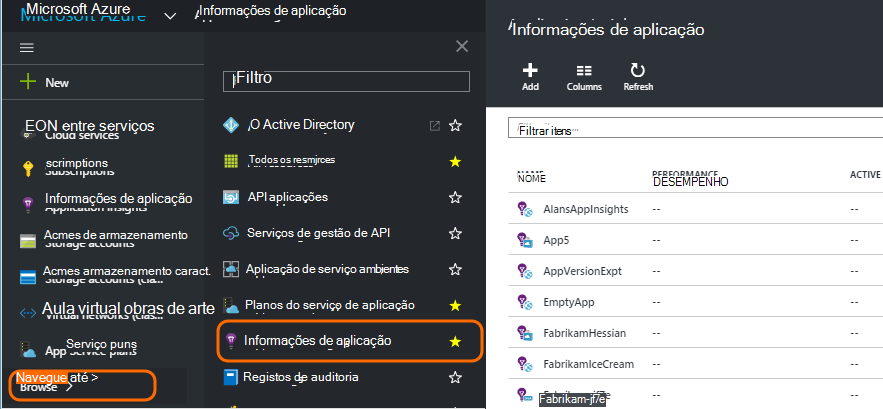 Microsoft Azure
Informações de aplicação
New
EON entre serviços
Cloud services
scrimptions
Subscriptions
Informações de aplicação
Application Insights
Acmes de armazenamento
Storage accounts
Acmes armazenamento caract.
Storage accounts (cla...
Aula virtual obras de arte
Virtual networks (clas...
Serviço puns
App Service plans
Navegue até >
Browse >
Filtro
O Active Directory
Todos os resmjrces
API aplicações
Serviços de gestão de API
Aplicação de serviço ambientes
Planos do serviço de aplicação
Informações de aplicação
Registos de auditoria
Informações de aplicação
Add Columns Refresh
Filtrar itens
NOME PERFORMANCE ACTIVE
DESEMPENHO
AlansAppInsights -- --
App5 -- --
AppVersionExpt -- --
EmptyApp -- --
FabrikamHessian -- --
FabrikamIceCream -- --
Fabrikam-jf7e -- --